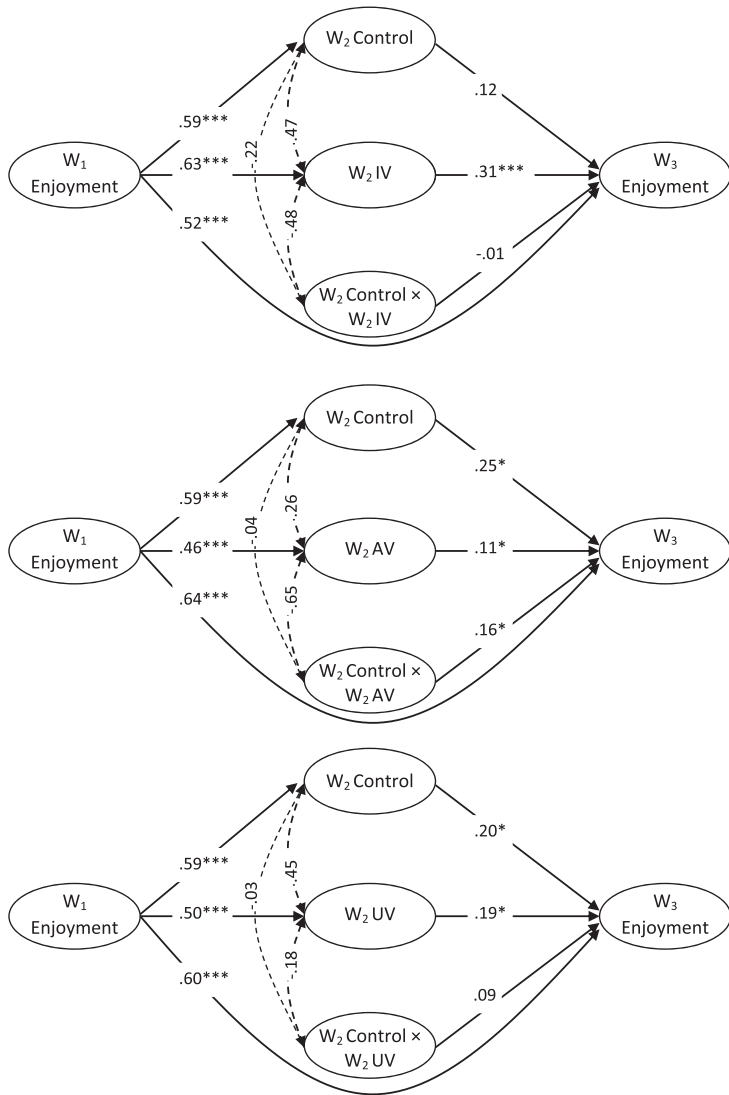 W₂ Control
.12
.59***
.47
.22
W₁
Enjoyment
.63***
W₂ IV
.31***
W₃
Enjoyment
.52***
-.48
-.01
W₂ Control ×
W₂ IV
W₂ Control
.25*
.59***
.26
.04
W₁
Enjoyment
.46***
W₂ AV
.11*
W₃
Enjoyment
.64***
-.65
.16*
W₂ Control ×
W₂ AV
W₂ Control
.20*
.59***
.45
.03
W₁
Enjoyment
.50***
W₂ UV
.19*
W₃
Enjoyment
.60***
-.18
.09
W₂ Control ×
W₂ UV